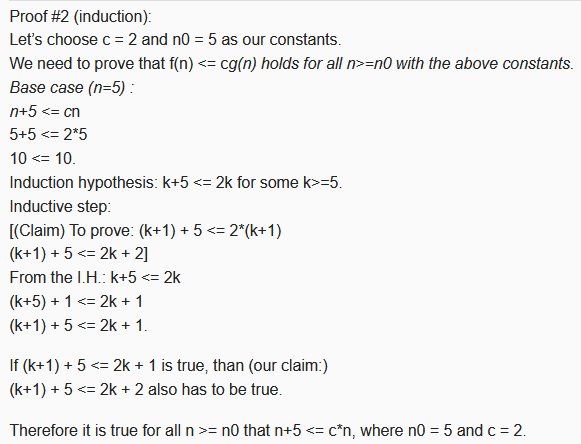 Proof #2 (induction):
Let's choose c = 2 and n0 = 5 as our constants.
We need to prove that f(n) <= cg(n) holds for all n>=n0 with the above constants.
Base case (n=5) :
n+5 <= cn
5+5 <= 2*5
10 <= 10.
Induction hypothesis: k+5 <= 2k for some k>=5.
Inductive step:
[(Claim) To prove: (k+1) + 5 <= 2*(k+1)
(k+1) + 5 <= 2k + 2]
From the I.H.: k+5 <= 2k
(k+5) + 1 <= 2k + 1
(k+1) + 5 <= 2k + 1.
If (k+1) + 5 <= 2k + 1 is true, than (our claim:)
(k+1) + 5 <= 2k + 2 also has to be true.
Therefore it is true for all n >= n0 that n+5 <= c*n, where n0 = 5 and c = 2.